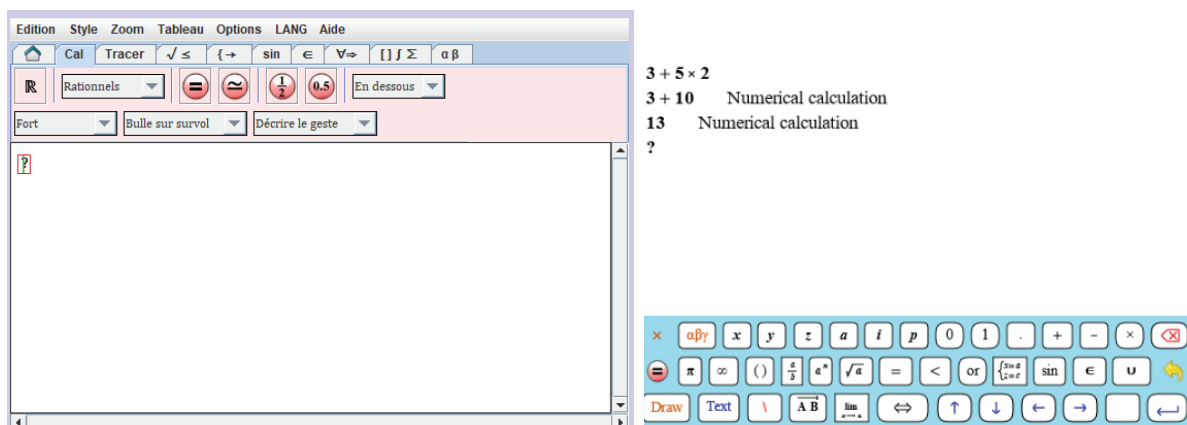 Edition Style Zoom Tableau Options LANG Aide
Cal Tracer √ ≤ {→ sin ∈ ∀⇒ [] ∫ Σ α β
ℝ Rationnels = ≃ 1/2 0.5 En dessous
Fort Bulle sur survol Décrire le geste
?
3 + 5 × 2
3 + 10 Numerical calculation
13 Numerical calculation
?
× αβγ x y z a i p 0 1 . + − ×
= π ∞ () a/b aⁿ √a = < or sin ∈ ∪
Draw Text \ A B lim ⇔ ↑ ↓ ← →